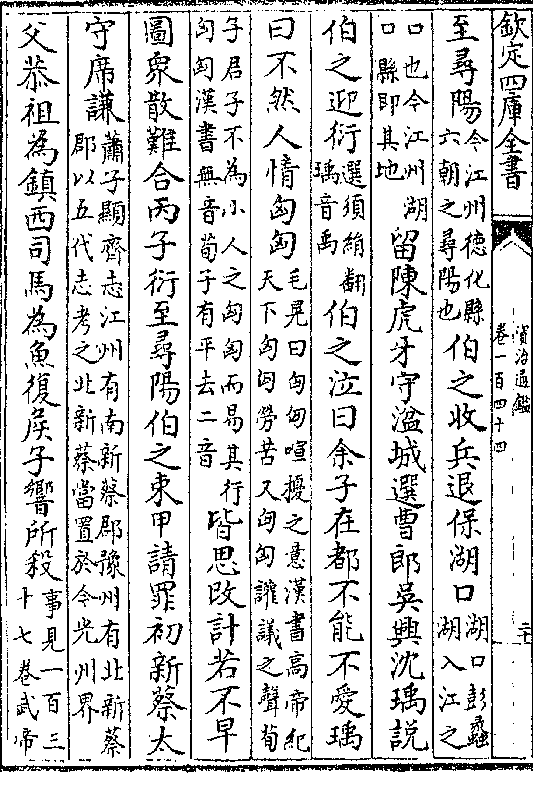 欽定四庫全書
資治通鑑
卷一百四十四
二十
至尋陽今江州德化縣六朝之尋陽也伯之收兵退保湖口湖口彭蠡湖入江之
口也今江州湖口縣即其地留陳虎牙守湓城選曹郎吳興沈瑀說
伯之迎衍選須絹翻瑀音禹伯之泣曰余子在都不能不愛瑀
曰不然人情匈匈毛晃曰匈匈喧擾之意漢書高帝紀天下匈匈勞苦又匈匈讙議之聲荀
子君子不為小人之匈匈而易其行匈匈漢書無音荀子有平去二音皆思改計若不早
圖衆散難合丙子衍至尋陽伯之束甲請罪初新蔡太
守席謙蕭子顯齊志江州有南新蔡郡豫州有北新蔡郡以五代志考之北新蔡當置於今光州界
父恭祖為鎮西司馬為魚復侯子響所殺事見一百三十七卷武帝